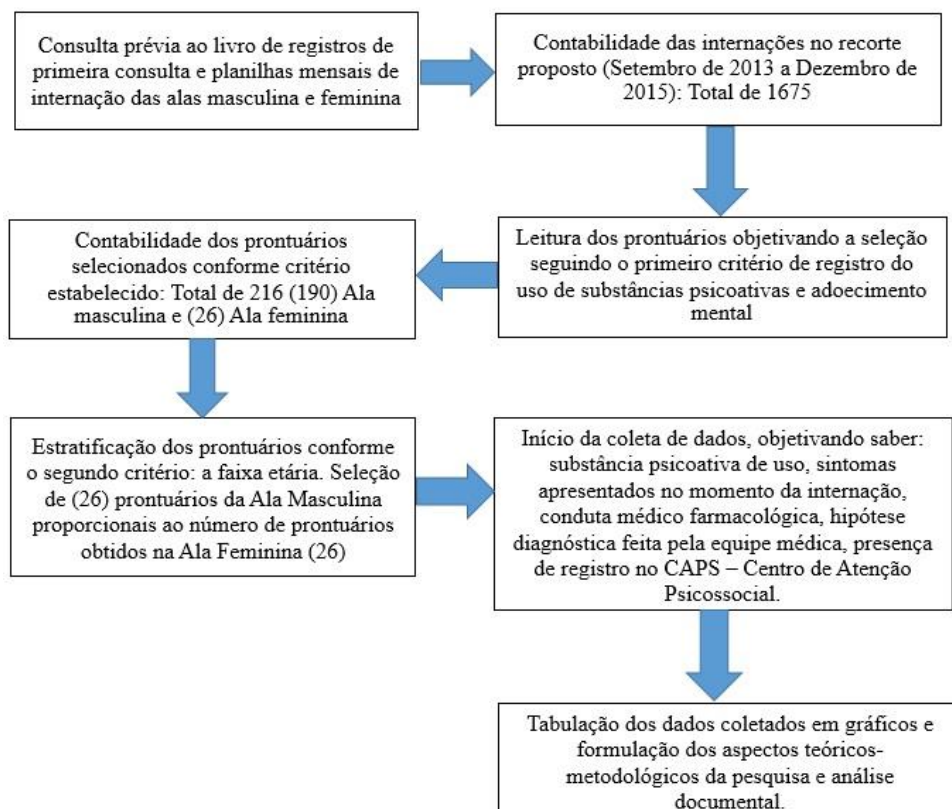 Consulta prévia ao livro de registros de
primeira consulta e planilhas mensais de
internação das alas masculina e feminina
Contabilidade das internações no recorte
proposto (Setembro de 2013 a Dezembro de
2015): Total de 1675
Leitura dos prontuários objetivando a seleção
seguindo o primeiro critério de registro do
uso de substâncias psicoativas e adoecimento
mental
Contabilidade dos prontuários
selecionados conforme critério
estabelecido: Total de 216 (190) Ala
masculina e (26) Ala feminina
Estratificação dos prontuários conforme
o segundo critério: a faixa etária. Seleção
de (26) prontuários da Ala Masculina
proporcionais ao número de prontuários
obtidos na Ala Feminina (26)
Início da coleta de dados, objetivando saber:
substância psicoativa de uso, sintomas
apresentados no momento da internação,
conduta médico farmacológica, hipótese
diagnóstica feita pela equipe médica, presença
de registro no CAPS – Centro de Atenção
Psicossocial.
Tabulação dos dados coletados em gráficos e
formulação dos aspectos teóricos-
metodológicos da pesquisa e análise
documental.